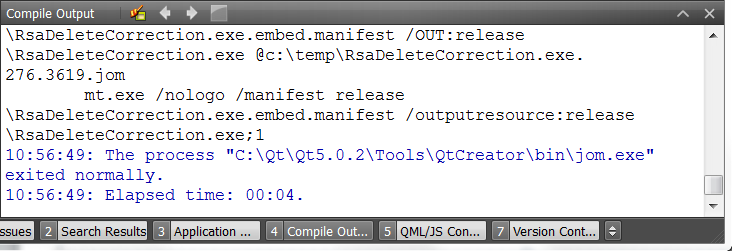 Compile Output
\RsaDeleteCorrection.exe.embed.manifest /OUT:release
\RsaDeleteCorrection.exe @c:\temp\RsaDeleteCorrection.exe.
276.3619.jom
mt.exe /nologo /manifest release
\RsaDeleteCorrection.exe.embed.manifest /outputresource:release
\RsaDeleteCorrection.exe;1
10:56:49: The process "C:\Qt\Qt5.0.2\Tools\QtCreator\bin\jom.exe"
exited normally.
10:56:49: Elapsed time: 00:04.
ssues 2 Search Results 3 Application ... 4 Compile Out... 5 QML/JS Con... 7 Version Cont...